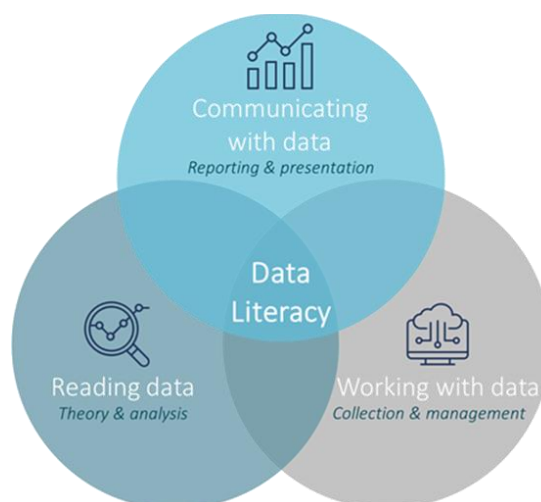 Communicating
with data
Reporting & presentation
Data
Literacy
Reading data
Theory & analysis
Working with data
Collection & management